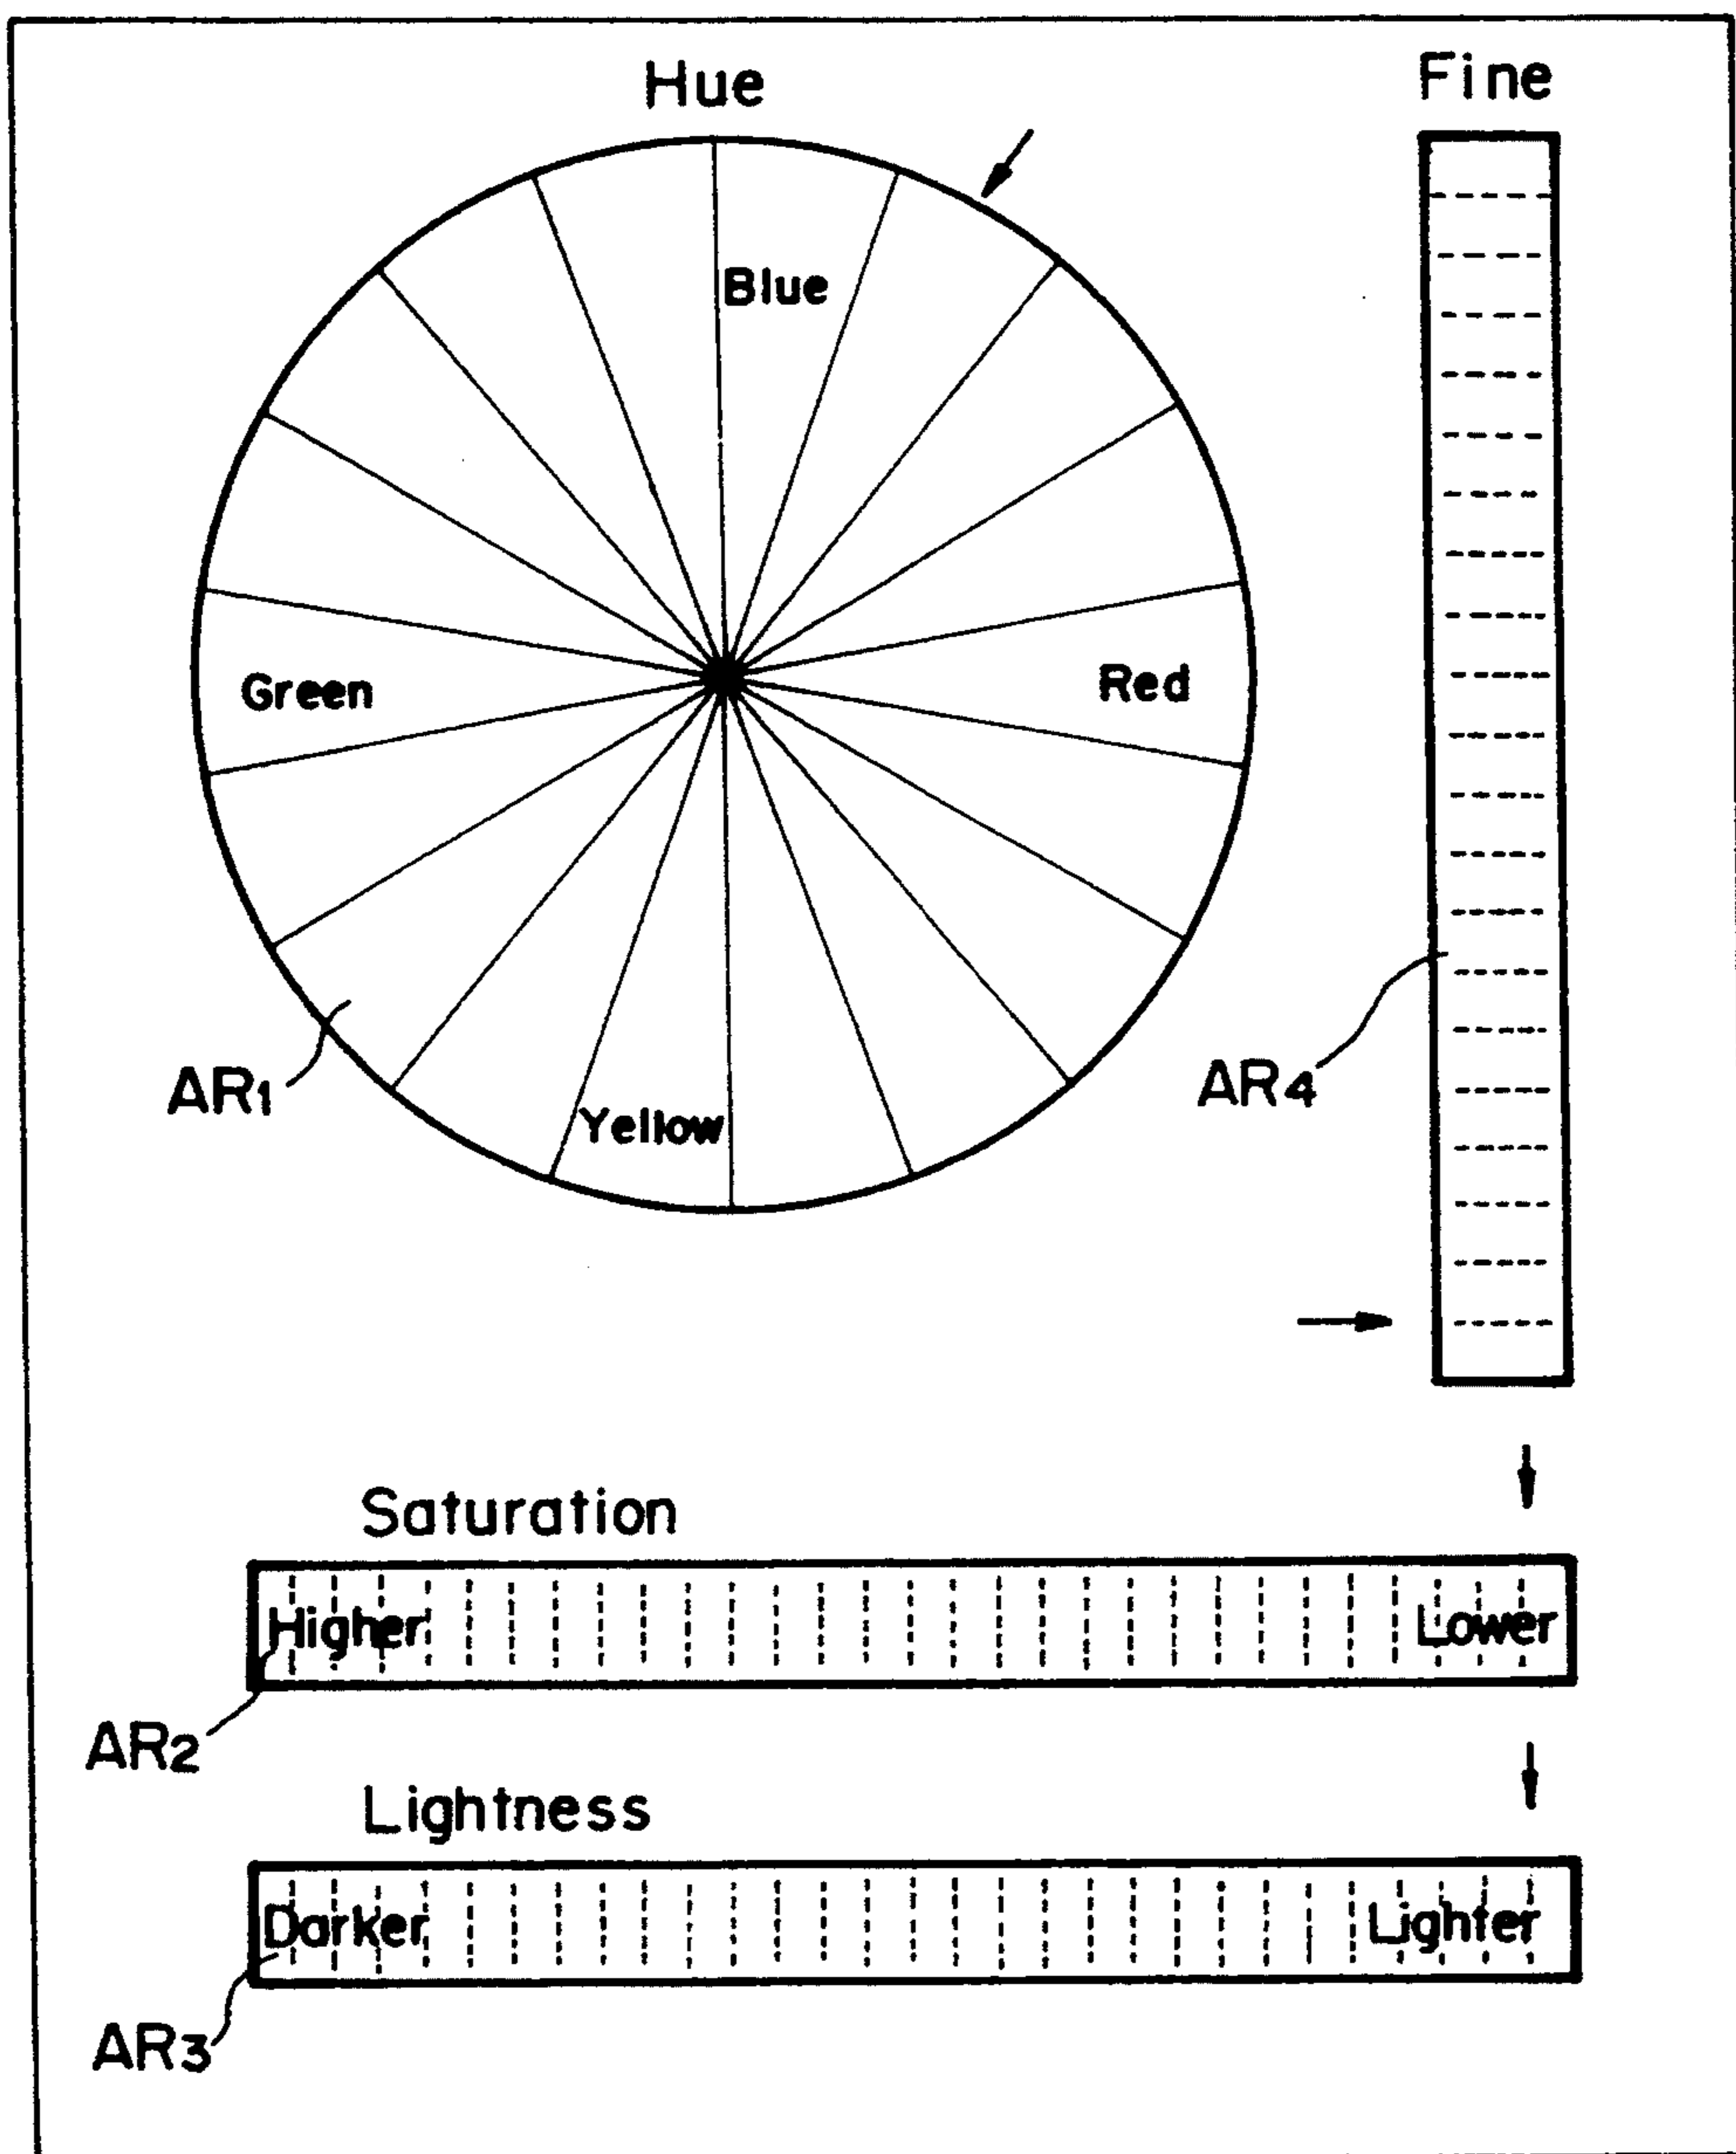 Hue
Fine
Blue
Green
Red
AR1
AR4
Yellow
Saturation
Higher
Lower
AR2
Lightness
Darker
Lighter
AR3